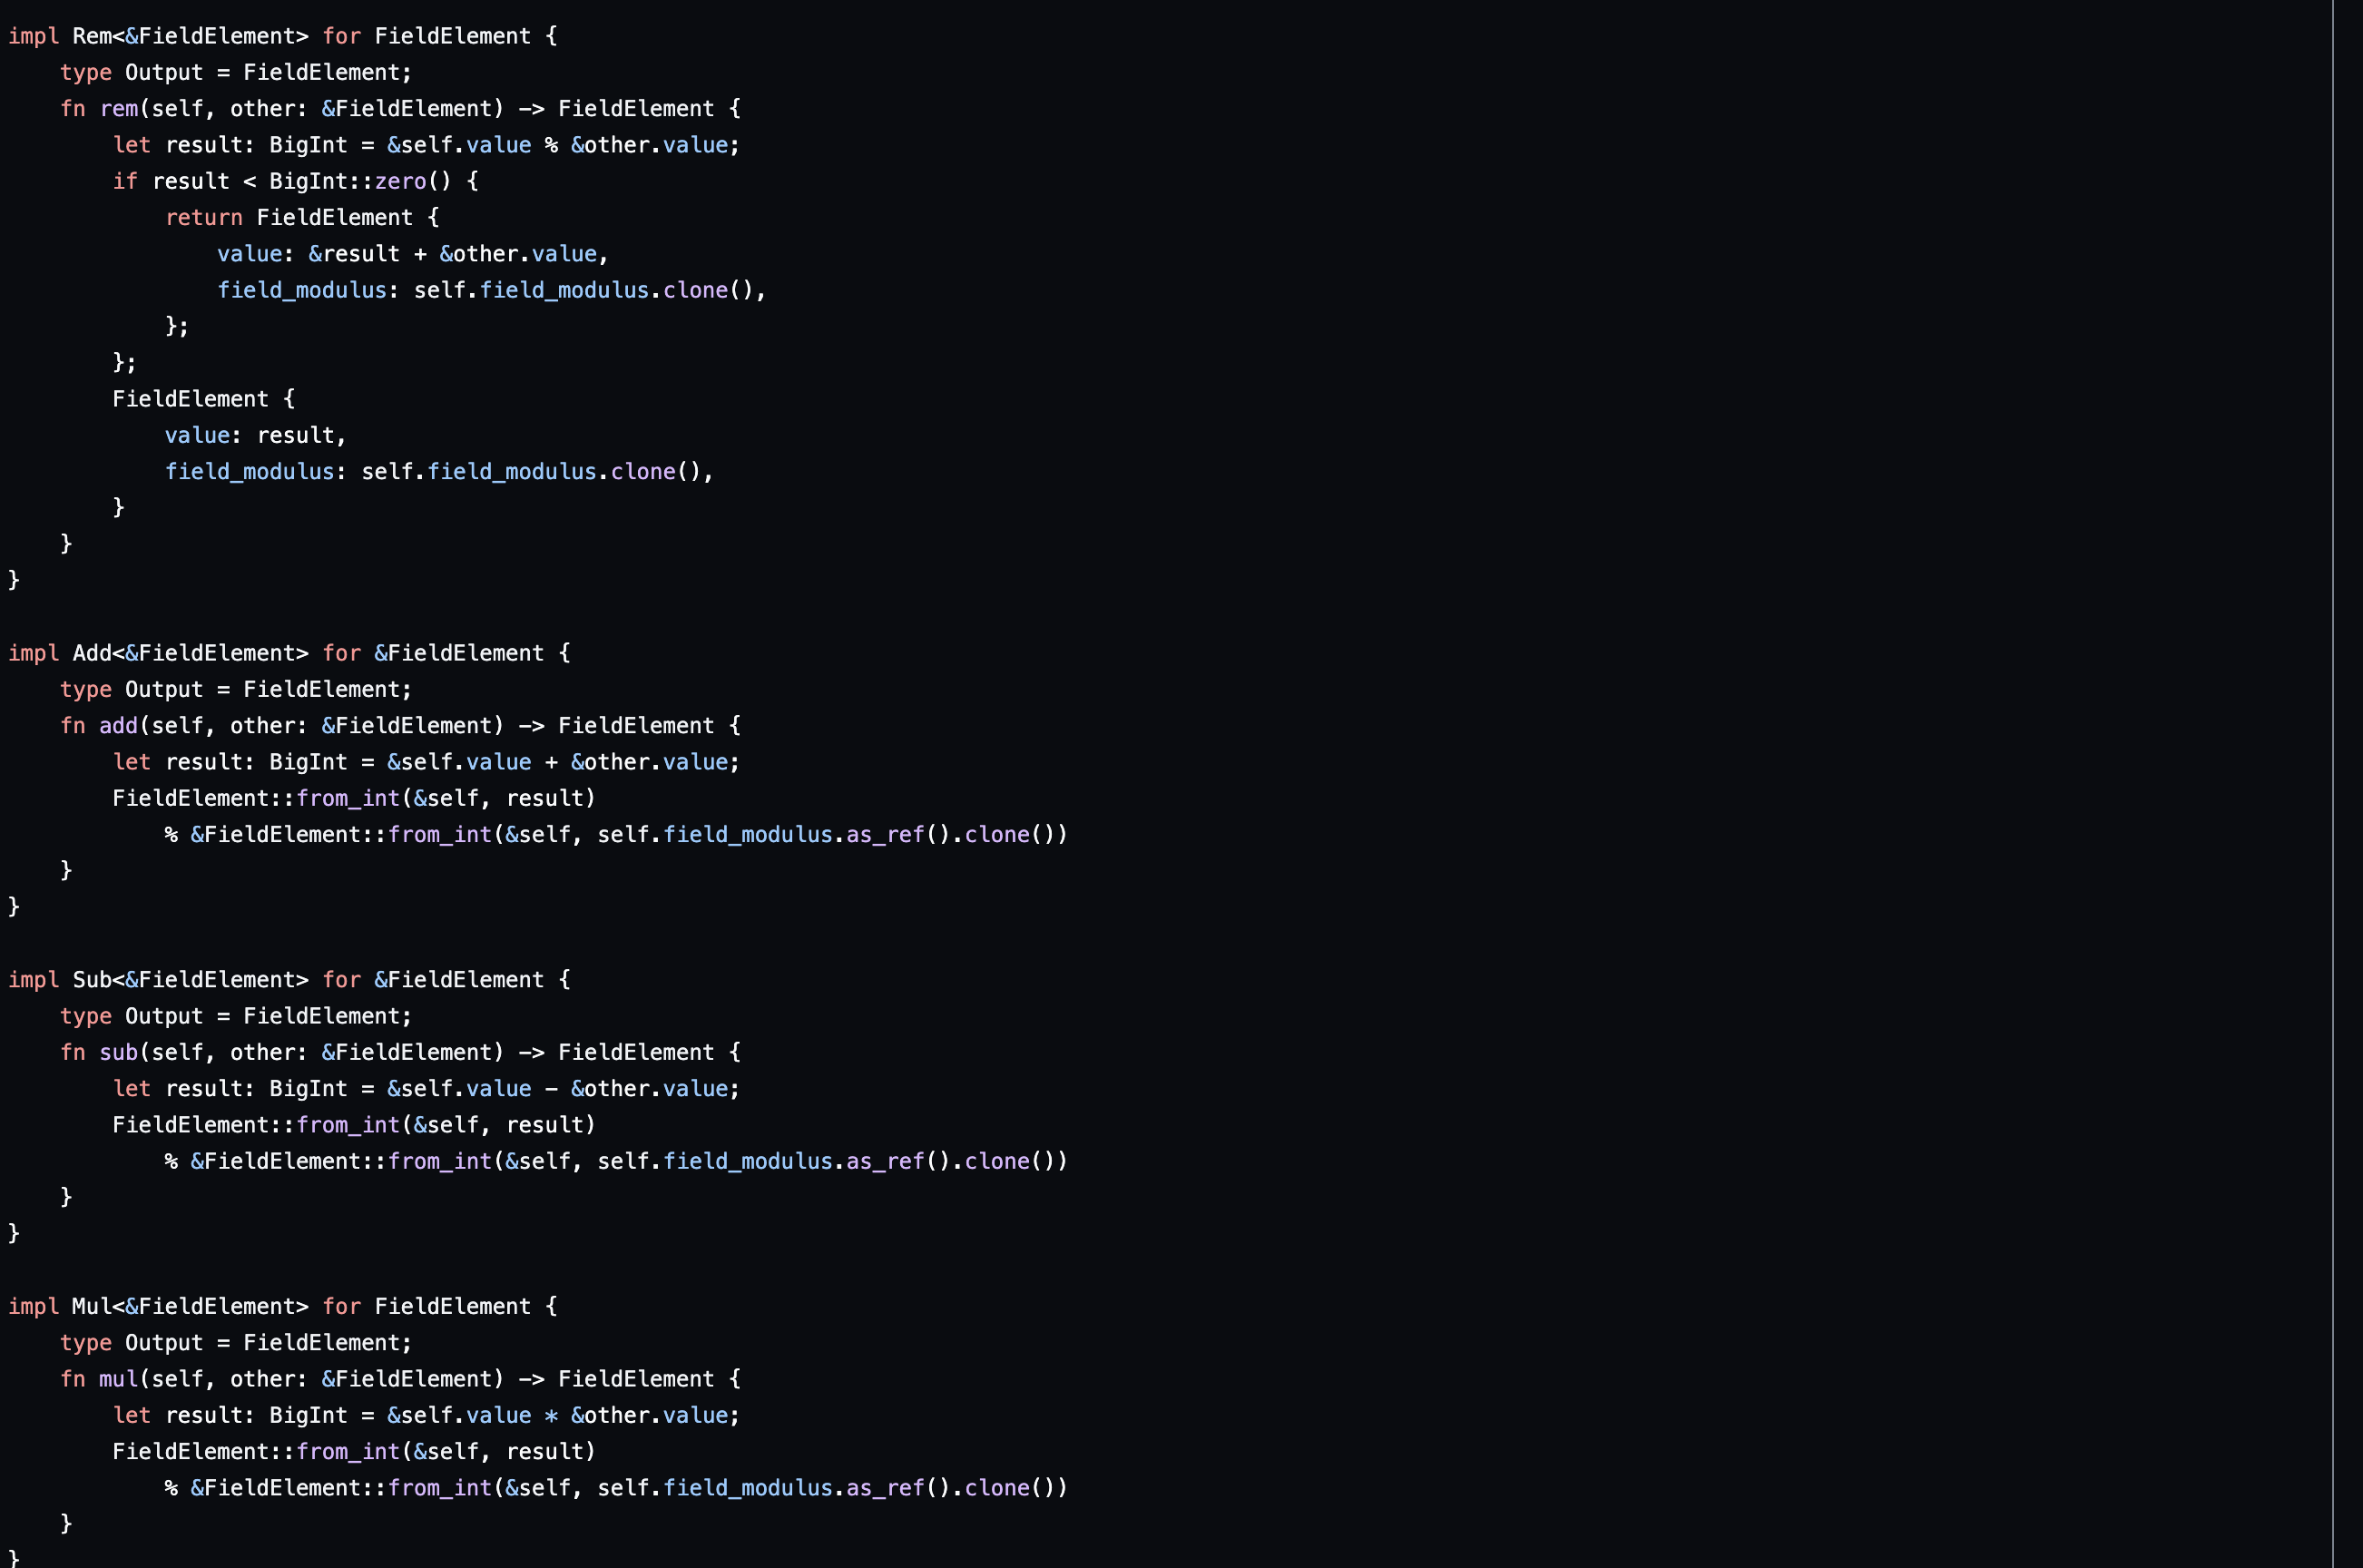 impl Rem<&FieldElement> for FieldElement {
    type Output = FieldElement;
    fn rem(self, other: &FieldElement) -> FieldElement {
        let result: BigInt = &self.value % &other.value;
        if result < BigInt::zero() {
            return FieldElement {
                value: &result + &other.value,
                field_modulus: self.field_modulus.clone(),
            };
        };
        FieldElement {
            value: result,
            field_modulus: self.field_modulus.clone(),
        }
    }
}

impl Add<&FieldElement> for &FieldElement {
    type Output = FieldElement;
    fn add(self, other: &FieldElement) -> FieldElement {
        let result: BigInt = &self.value + &other.value;
        FieldElement::from_int(&self, result)
            % &FieldElement::from_int(&self, self.field_modulus.as_ref().clone())
    }
}

impl Sub<&FieldElement> for &FieldElement {
    type Output = FieldElement;
    fn sub(self, other: &FieldElement) -> FieldElement {
        let result: BigInt = &self.value - &other.value;
        FieldElement::from_int(&self, result)
            % &FieldElement::from_int(&self, self.field_modulus.as_ref().clone())
    }
}

impl Mul<&FieldElement> for FieldElement {
    type Output = FieldElement;
    fn mul(self, other: &FieldElement) -> FieldElement {
        let result: BigInt = &self.value * &other.value;
        FieldElement::from_int(&self, result)
            % &FieldElement::from_int(&self, self.field_modulus.as_ref().clone())
    }
}